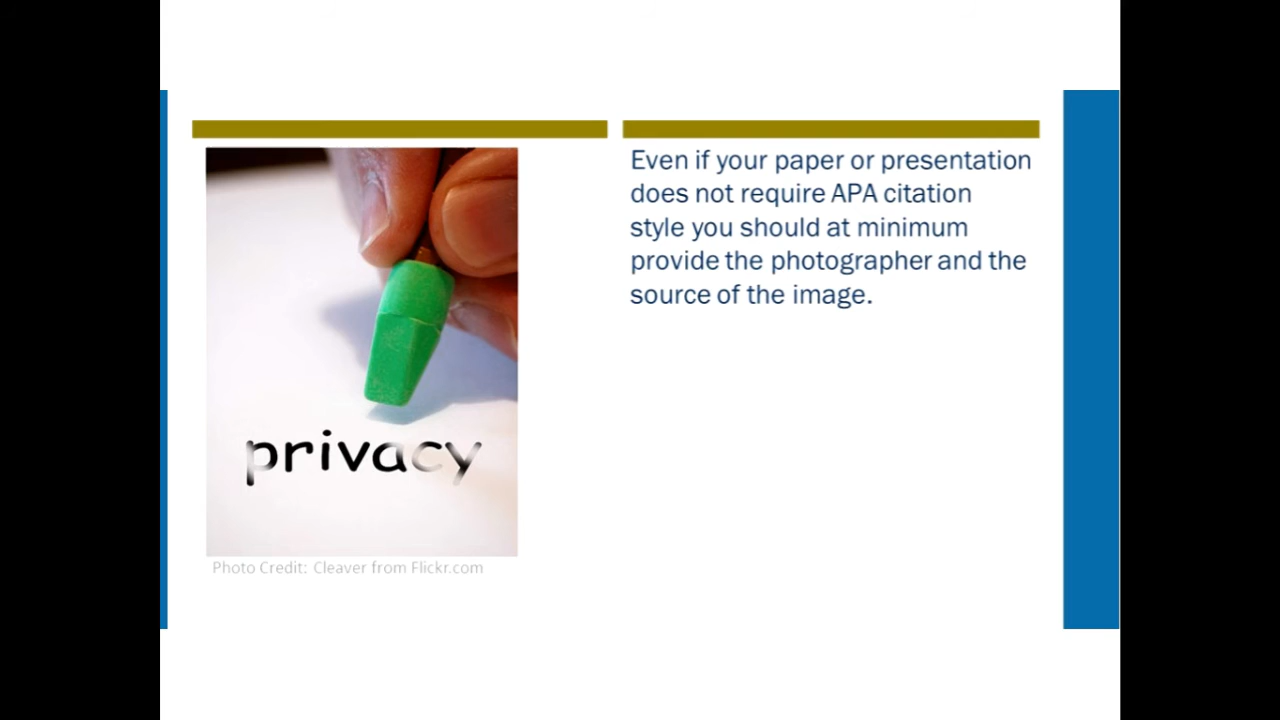 privacy
Photo Credit: Cleaver from Flickr.com
Even if your paper or presentation
does not require APA citation
style you should at minimum
provide the photographer and the
source of the image.